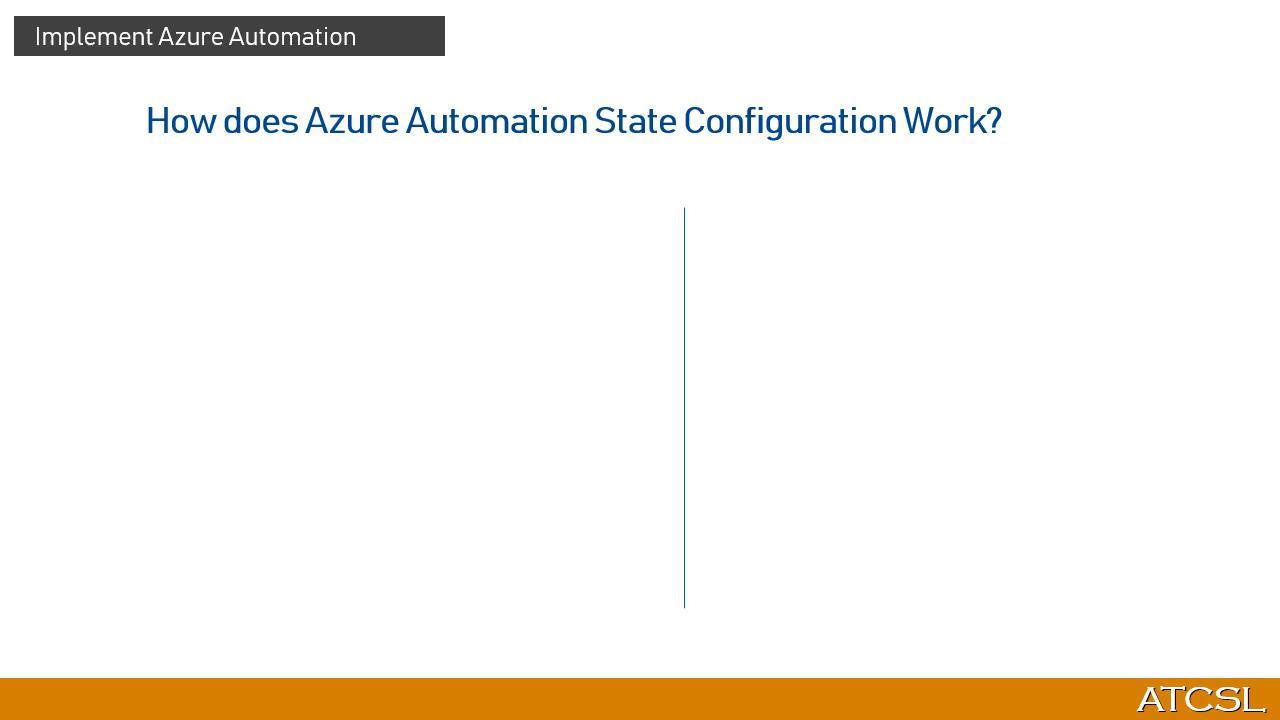 Implement Azure Automation
How does Azure Automation State Configuration Work?
ATCSL